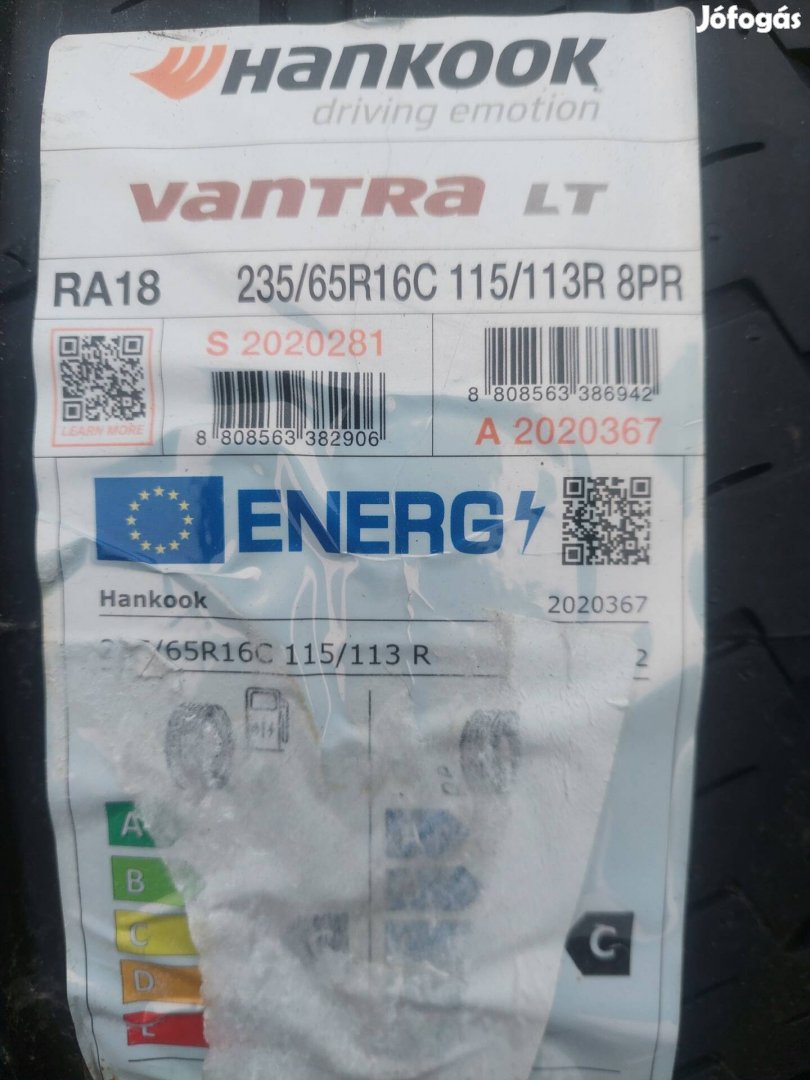 Jófogás
Hankook
driving emotion
Vantra LT
RA18 235/65R16C 115/113R 8PR
LEARN MORE
S 2020281
8 808563 382906
8 808563 386942
A 2020367
ENERG
Hankook 2020367
/65R16C 115/113 R 2
A
B
C
D
E
C